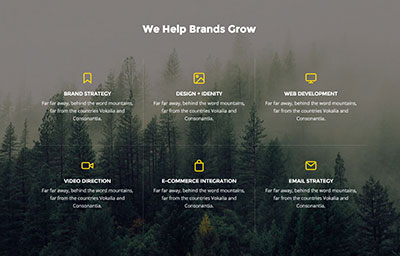 We Help Brands Grow
BRAND STRATEGY
Far far away, behind the word mountains,
far from the countries Vokalia and
Consonantia.
DESIGN + IDENITY
Far far away, behind the word mountains,
far from the countries Vokalia and
Consonantia.
WEB DEVELOPMENT
Far far away, behind the word mountains,
far from the countries Vokalia and
Consonantia.
VIDEO DIRECTION
Far far away, behind the word mountains,
far from the countries Vokalia and
Consonantia.
E-COMMERCE INTEGRATION
Far far away, behind the word mountains,
far from the countries Vokalia and
Consonantia.
EMAIL STRATEGY
Far far away, behind the word mountains,
far from the countries Vokalia and
Consonantia.